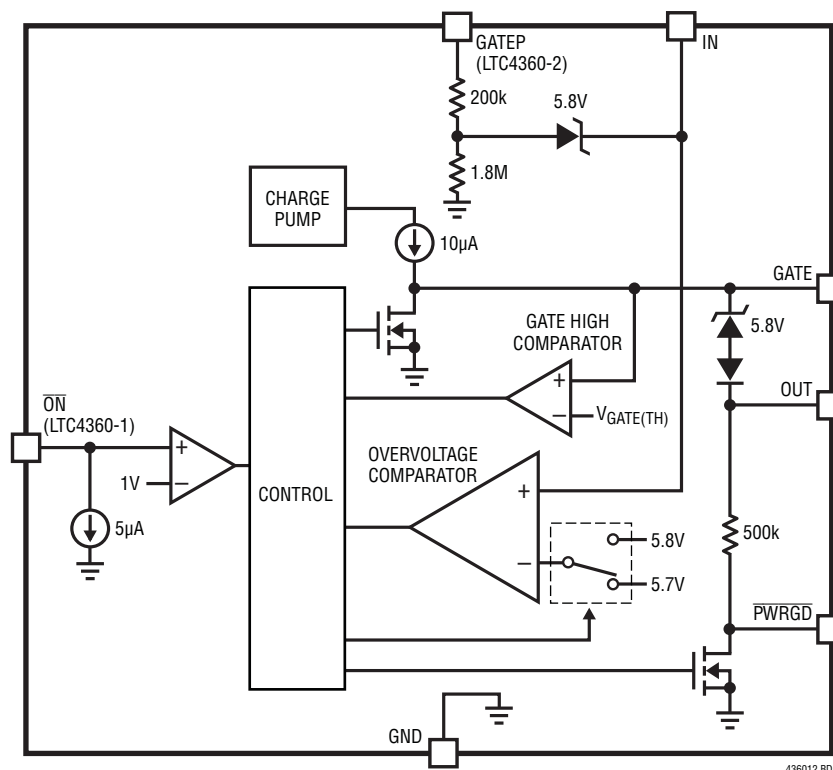 GATEP
(LTC4360-2)
IN
200k
5.8V
1.8M
CHARGE
PUMP
10µA
GATE
GATE HIGH
COMPARATOR
5.8V
+
–
VGATE(TH)
OUT
ON
(LTC4360-1)
+
–
1V
5µA
CONTROL
OVERVOLTAGE
COMPARATOR
+
–
5.8V
5.7V
500k
PWRGD
GND
436012 BD